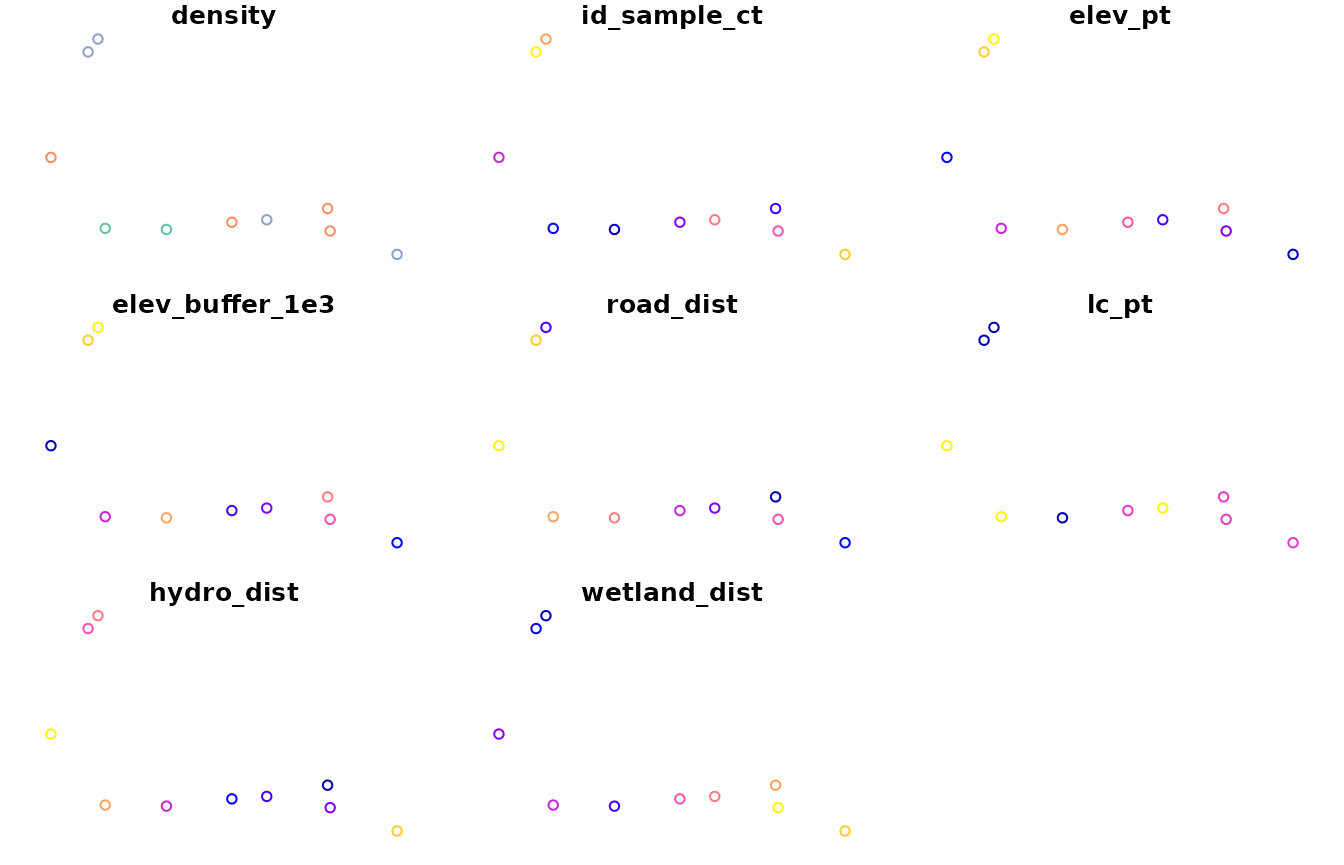 density id_sample_ct elev_pt
elev_buffer_1e3 road_dist lc_pt
hydro_dist wetland_dist